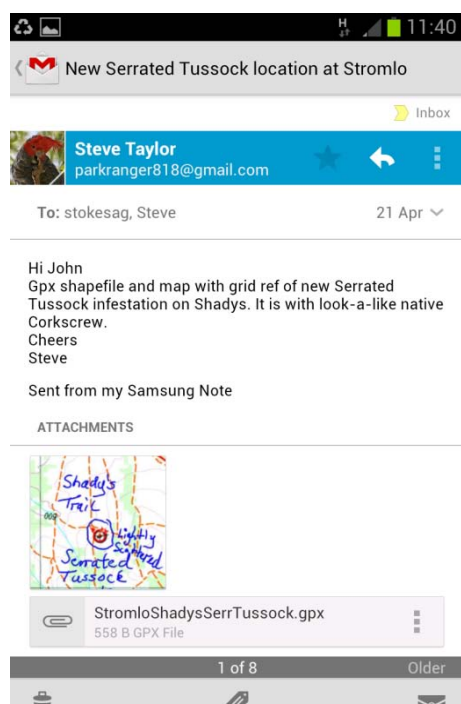 H
11:40
New Serrated Tussock location at Stromlo
Inbox
Steve Taylor
parkranger818@gmail.com
To: stokesag, Steve
21 Apr
Hi John
Gpx shapefile and map with grid ref of new Serrated
Tussock infestation on Shadys. It is with look-a-like native
Corkscrew.
Cheers
Steve
Sent from my Samsung Note
ATTACHMENTS
Shady's
Trail
Lightly
Scattered
Serrated
Tussock
StromloShadysSerrTussock.gpx
558 B GPX File
1 of 8
Older